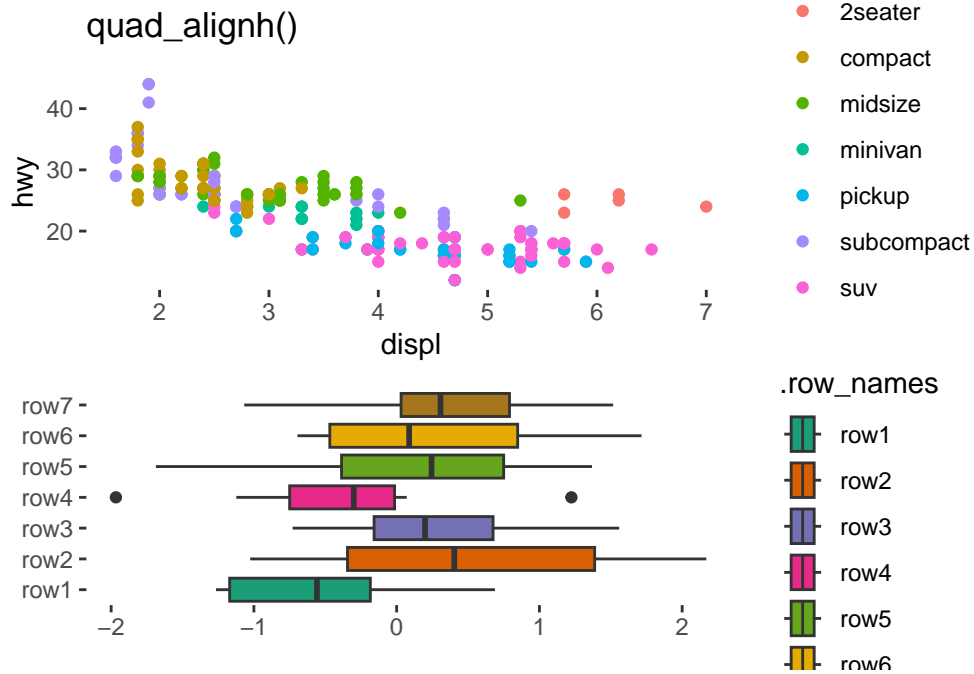 quad_alignh()
hwy
40
30
20
2
3
4
5
6
7
displ
2seater
compact
midsize
minivan
pickup
subcompact
suv
row7
row6
row5
row4
row3
row2
row1
−2
−1
0
1
2
.row_names
row1
row2
row3
row4
row5
row6